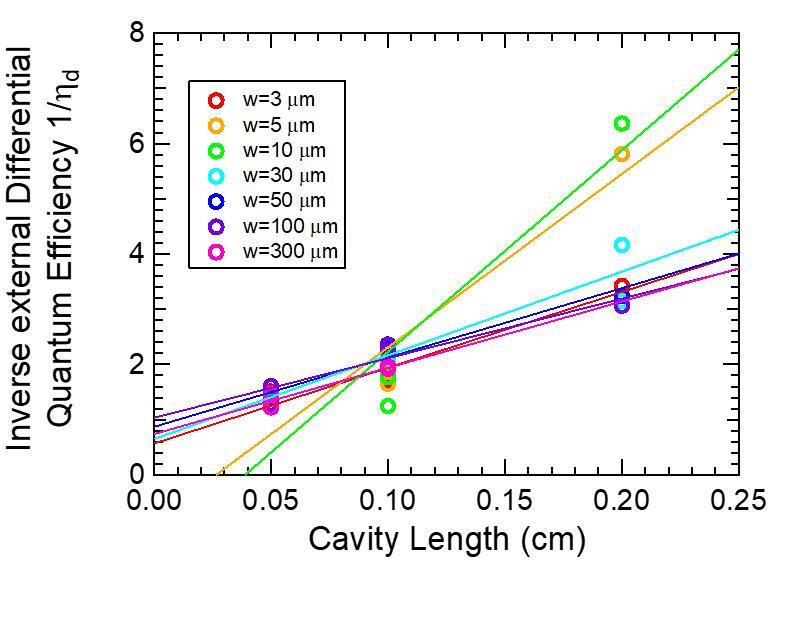 Inverse external Differential
Quantum Efficiency 1/ηd
8
6
4
2
0
w=3 μm
w=5 μm
w=10 μm
w=30 μm
w=50 μm
w=100 μm
w=300 μm
0.00 0.05 0.10 0.15 0.20 0.25
Cavity Length (cm)